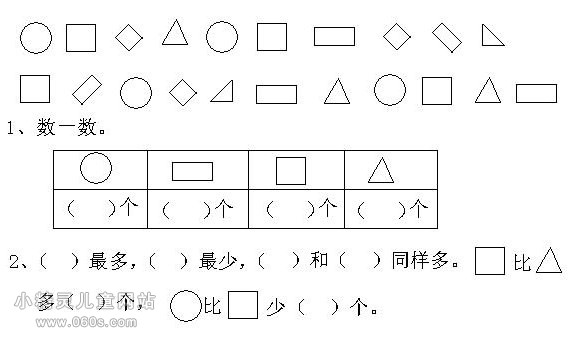 1、数一数。
（ ）个 （ ）个 （ ）个 （ ）个
2、（ ）最多，（ ）最少，（ ）和（ ）同样多。□比△
多（ ）个，○比□少（ ）个。
小精灵儿童网站
www.060s.com